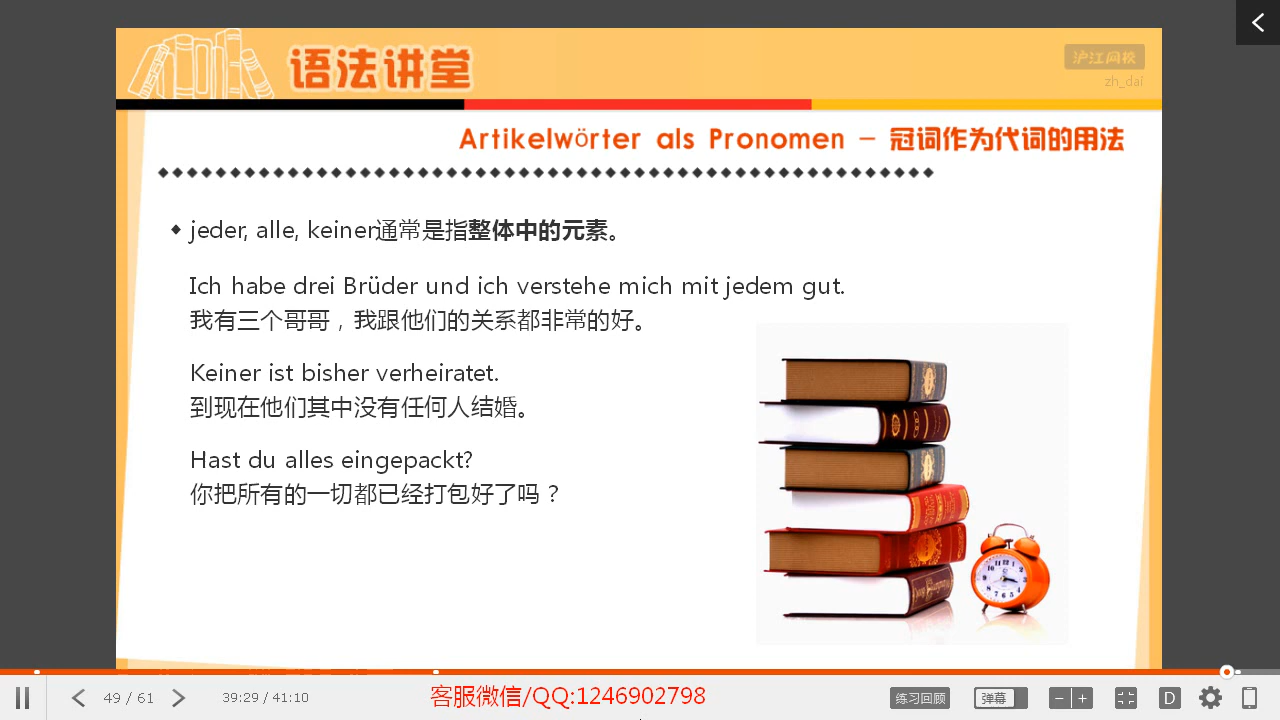 语法讲堂
沪江网校
zh_dai
Artikelwörter als Pronomen – 冠词作为代词的用法
jeder, alle, keiner通常是指整体中的元素。
Ich habe drei Brüder und ich verstehe mich mit jedem gut.
我有三个哥哥，我跟他们的关系都非常的好。
Keiner ist bisher verheiratet.
到现在他们其中没有任何人结婚。
Hast du alles eingepackt?
你把所有的一切都已经打包好了吗？
49 / 61
39:29 / 41:10
客服微信/QQ:1246902798
练习回顾
弹幕
D